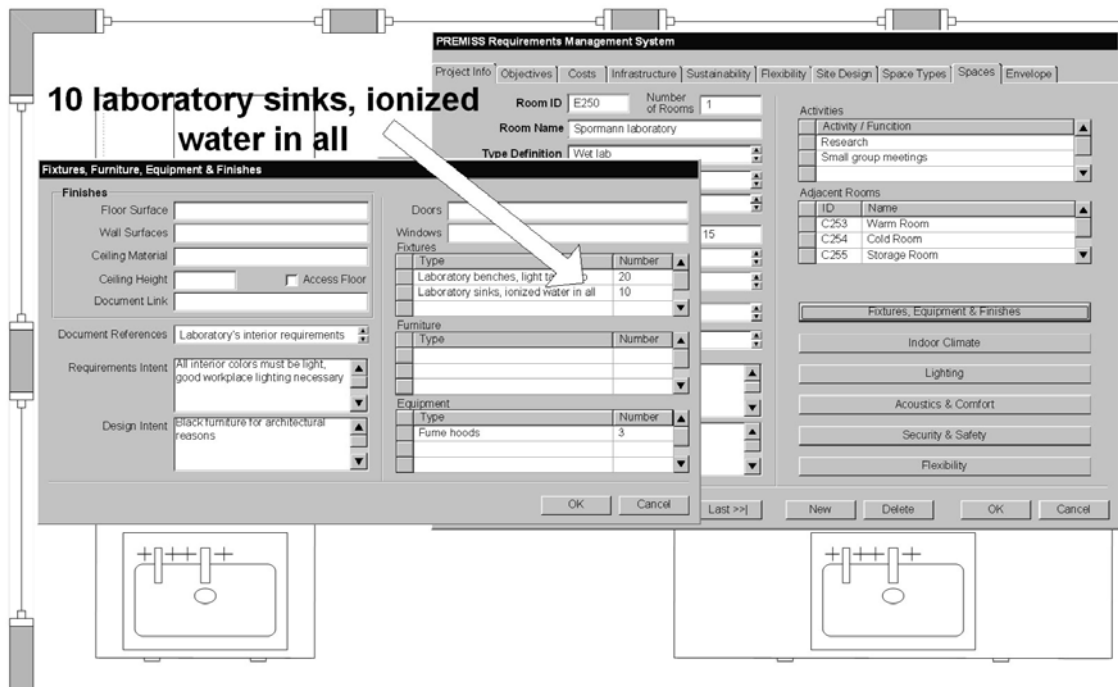 10 laboratory sinks, ionized
water in all
PREMISS Requirements Management System
Project Info Objectives Costs Infrastructure Sustainability Flexibility Site Design Space Types Spaces Envelope
Room ID E250 Number of Rooms 1
Room Name Spormann laboratory
Type Definition Wet lab
15
Activities
Activity / Funcition
Research
Small group meetings
Adjacent Rooms
ID Name
C253 Warm Room
C254 Cold Room
C255 Storage Room
Fixtures, Equipment & Finishes
Indoor Climate
Lighting
Acoustics & Comfort
Security & Safety
Flexibility
Last >>| New Delete OK Cancel
Fixtures, Furniture, Equipment & Finishes
Finishes
Floor Surface
Wall Surfaces
Ceiling Material
Ceiling Height Access Floor
Document Link
Document References Laboratory's interior requirements
Requirements Intent All interior colors must be light,
good workplace lighting necessary
Design Intent Black furniture for architectural
reasons
Doors
Windows
Fixtures
Type Number
Laboratory benches, light 20
Laboratory sinks, ionized water in all 10
Furniture
Type Number
Equipment
Type Number
Fume hoods 3
OK Cancel